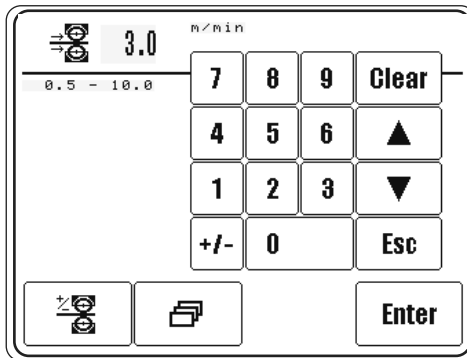 3.0 m/min
0.5 - 10.0
7 8 9 Clear
4 5 6
1 2 3
+/- 0 Esc
+/- Enter